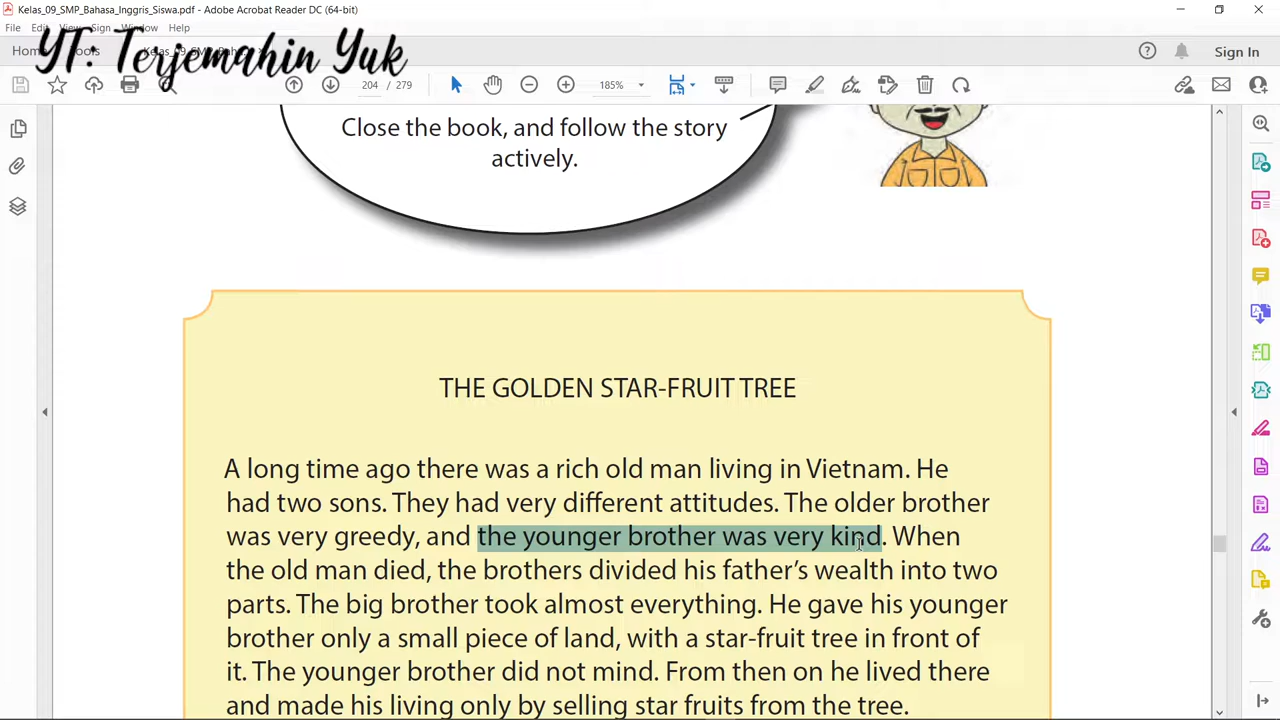 Kelas_09_SMP_Bahasa_Inggris_Siswa.pdf - Adobe Acrobat Reader DC (64-bit)
File Edit View Sign Window Help
YT: Terjemahin Yuk
Home Tools Sign In
204 / 279 185%
Close the book, and follow the story
actively.
THE GOLDEN STAR-FRUIT TREE
A long time ago there was a rich old man living in Vietnam. He
had two sons. They had very different attitudes. The older brother
was very greedy, and the younger brother was very kind. When
the old man died, the brothers divided his father's wealth into two
parts. The big brother took almost everything. He gave his younger
brother only a small piece of land, with a star-fruit tree in front of
it. The younger brother did not mind. From then on he lived there
and made his living only by selling star fruits from the tree.